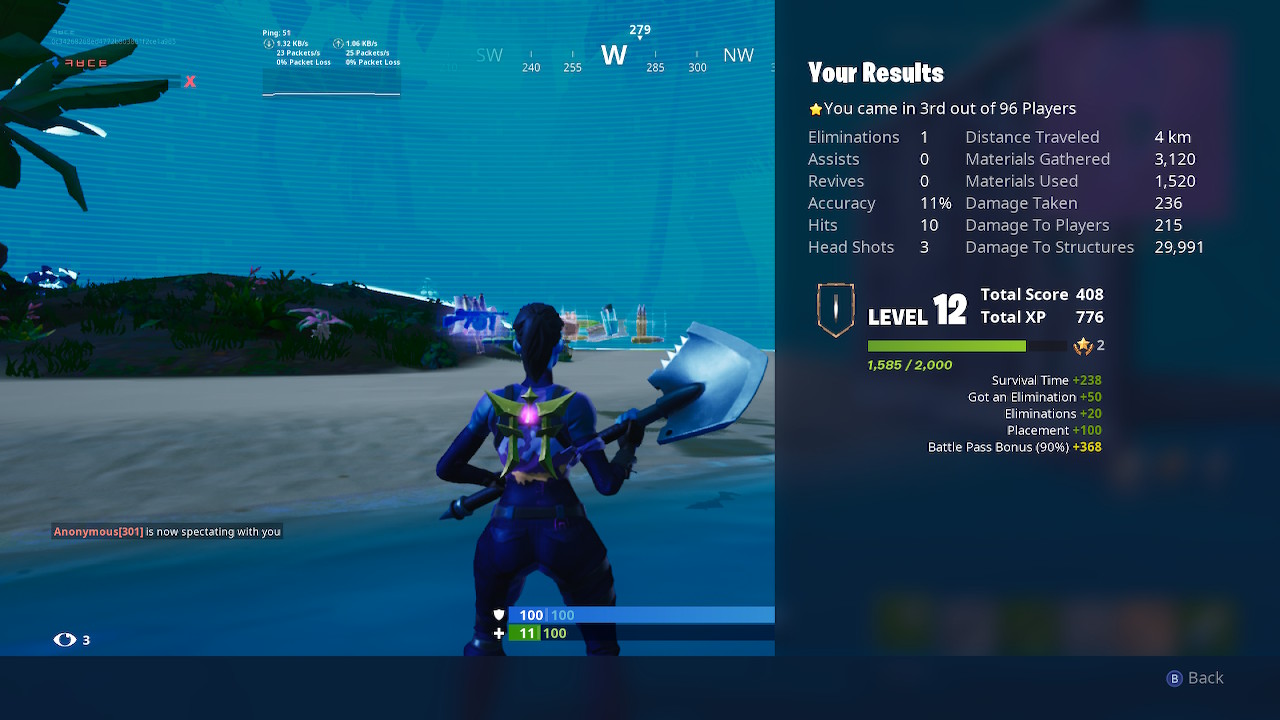 Ping: 51
1.32 KB/s 1.06 KB/s
23 Packets/s 25 Packets/s
0% Packet Loss 0% Packet Loss
279
SW 240 255 W 285 300 NW
X
Anonymous[301] is now spectating with you
3
100 100
11 100
Your Results
You came in 3rd out of 96 Players
Eliminations 1 Distance Traveled 4 km
Assists 0 Materials Gathered 3,120
Revives 0 Materials Used 1,520
Accuracy 11% Damage Taken 236
Hits 10 Damage To Players 215
Head Shots 3 Damage To Structures 29,991
LEVEL 12
Total Score 408
Total XP 776
2
1,585 / 2,000
Survival Time +238
Got an Elimination +50
Eliminations +20
Placement +100
Battle Pass Bonus (90%) +368
B Back